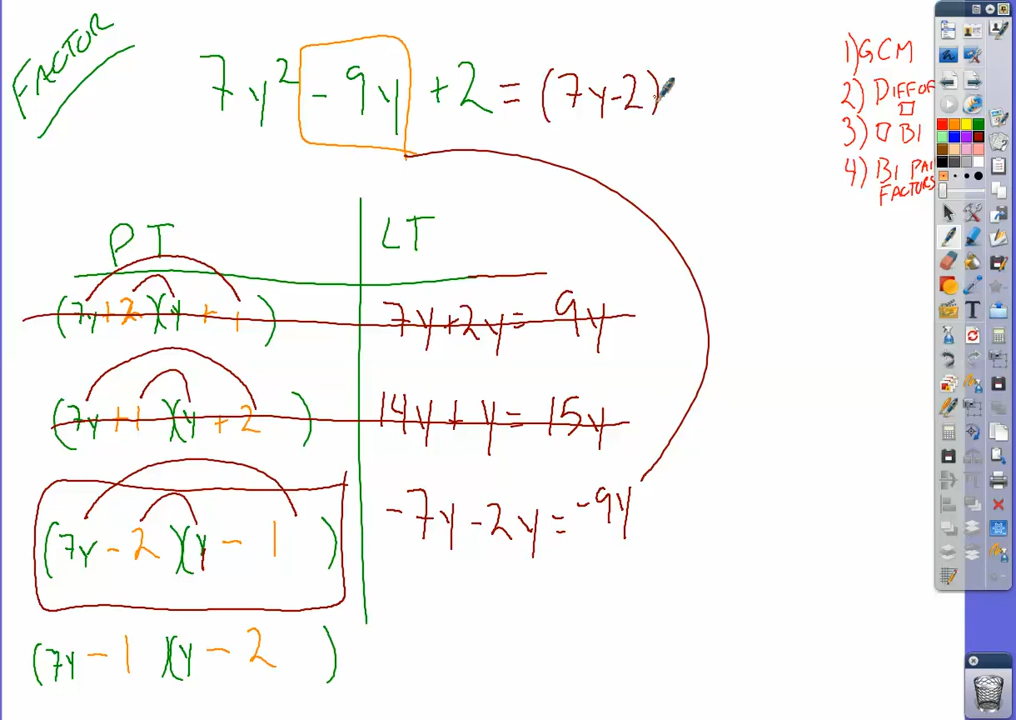 FACTOR
7y² - 9y + 2 = (7y-2)
1) GCM
2) DIFF OF □
3) □ BI
4) BI PAI
FACTORS
PT LT
(7y+2)(y+1) 7y+2y= 9y
(7y+1)(y+2) 14y+y= 15y
(7y-2)(y-1) -7y-2y=-9y
(7y-1)(y-2)